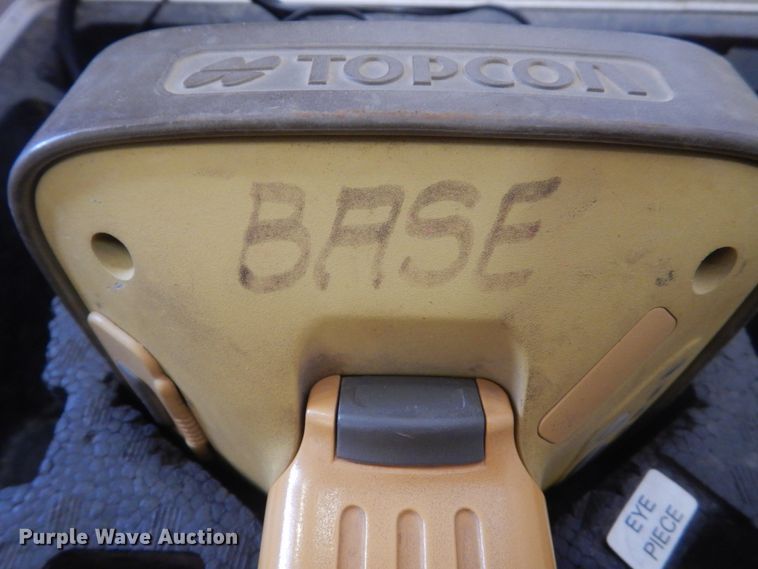 TOPCON
BASE
EYE
PIECE
Purple Wave Auction